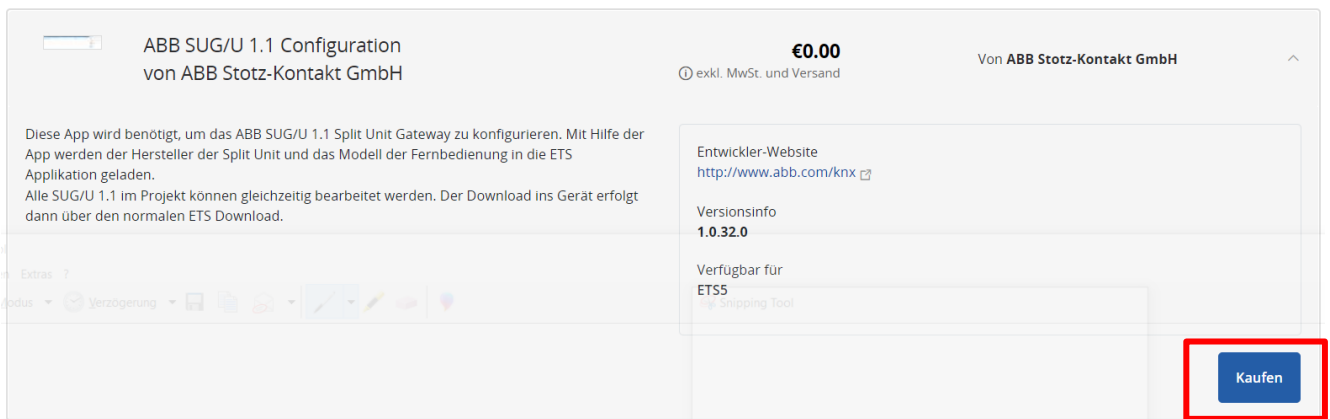 ABB SUG/U 1.1 Configuration
von ABB Stotz-Kontakt GmbH
€0.00
exkl. MwSt. und Versand
Von ABB Stotz-Kontakt GmbH
Diese App wird benötigt, um das ABB SUG/U 1.1 Split Unit Gateway zu konfigurieren. Mit Hilfe der
App werden der Hersteller der Split Unit und das Modell der Fernbedienung in die ETS
Applikation geladen.
Alle SUG/U 1.1 im Projekt können gleichzeitig bearbeitet werden. Der Download ins Gerät erfolgt
dann über den normalen ETS Download.
Entwickler-Website
http://www.abb.com/knx
Versionsinfo
1.0.32.0
Verfügbar für
ETS5
Extras ?
Verzögerung
Snipping Tool
Kaufen